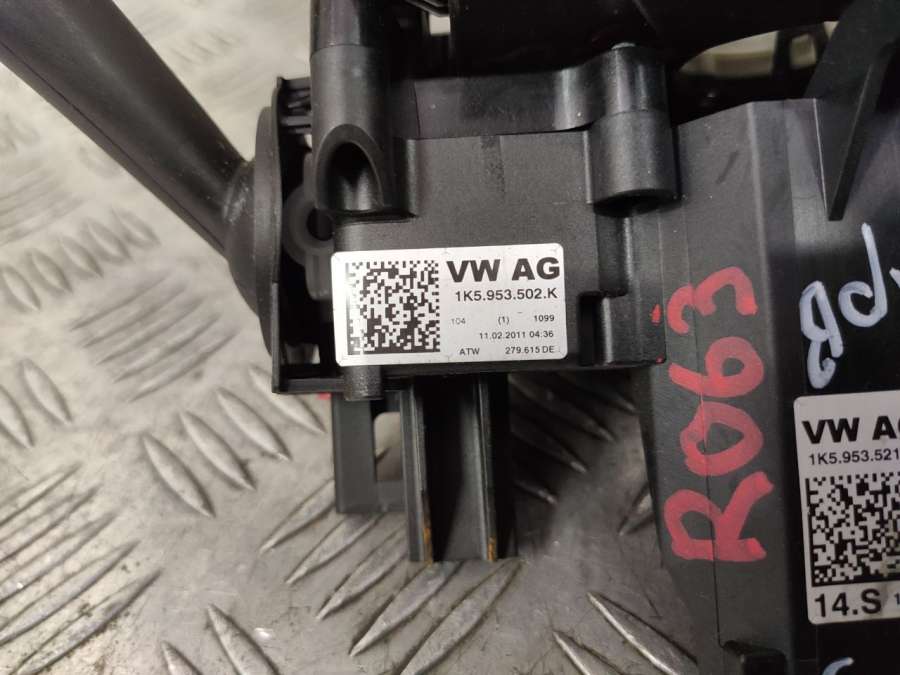 VW AG
1K5.953.502.K
104 (1) 1099
11.02.2011 04:36
ATW 279.615 DE
R063
VW AG
1K5.953.521
14.S